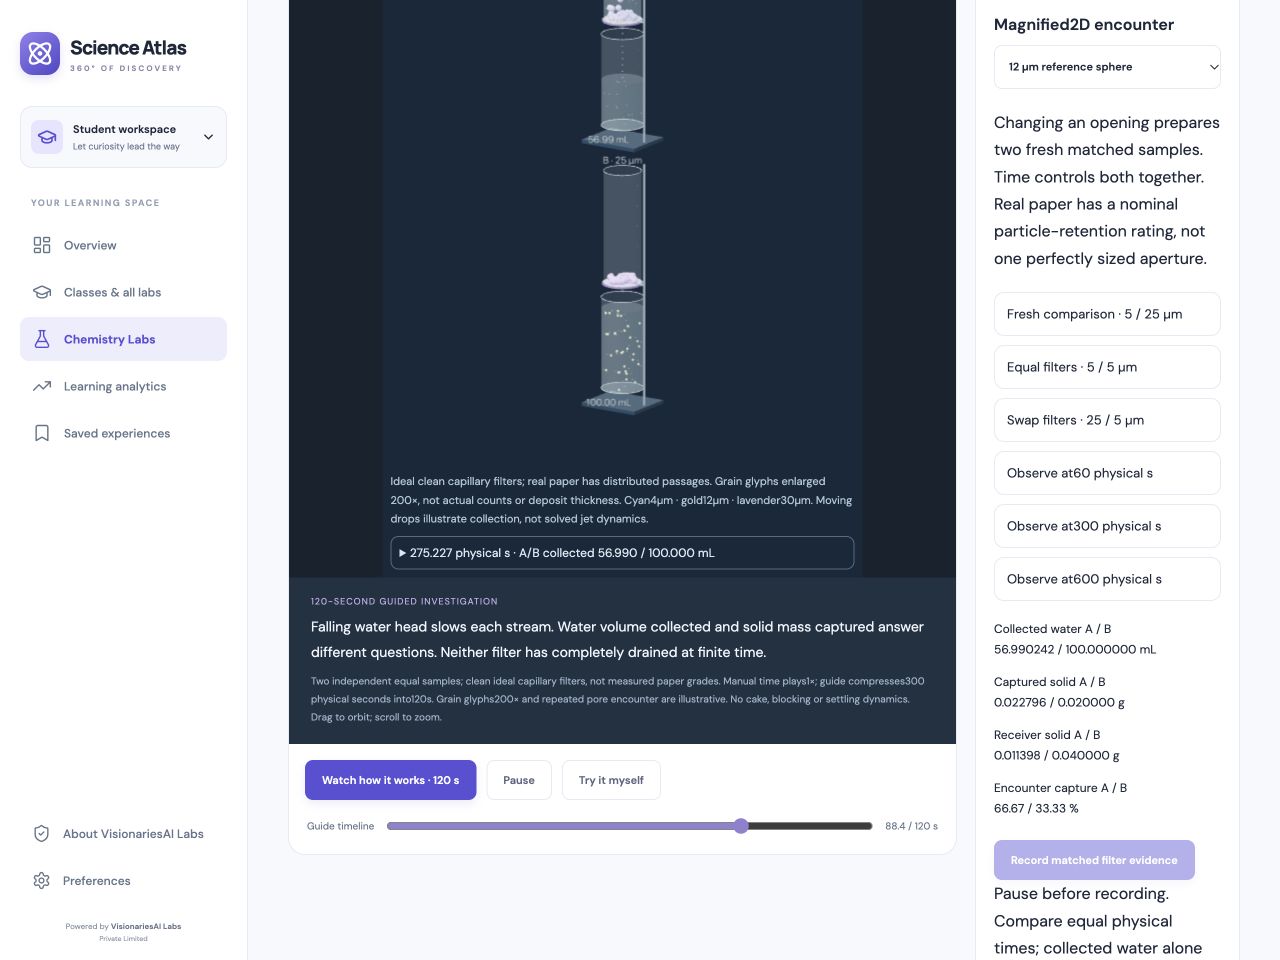 Science Atlas
360° OF DISCOVERY
Student workspace
Let curiosity lead the way
YOUR LEARNING SPACE
Overview
Classes & all labs
Chemistry Labs
Learning analytics
Saved experiences
About VisionariesAI Labs
Preferences
Powered by VisionariesAI Labs
Private Limited
56.99 mL
B · 25 µm
100.00 mL
Ideal clean capillary filters; real paper has distributed passages. Grain glyphs enlarged
200×, not actual counts or deposit thickness. Cyan4µm · gold12µm · lavender30µm. Moving
drops illustrate collection, not solved jet dynamics.
▶ 275.227 physical s · A/B collected 56.990 / 100.000 mL
120-SECOND GUIDED INVESTIGATION
Falling water head slows each stream. Water volume collected and solid mass captured answer
different questions. Neither filter has completely drained at finite time.
Two independent equal samples; clean ideal capillary filters, not measured paper grades. Manual time plays1×; guide compresses300
physical seconds into120s. Grain glyphs200× and repeated pore encounter are illustrative. No cake, blocking or settling dynamics.
Drag to orbit; scroll to zoom.
Watch how it works · 120 s
Pause
Try it myself
Guide timeline
88.4 / 120 s
Magnified2D encounter
12 µm reference sphere
Changing an opening prepares
two fresh matched samples.
Time controls both together.
Real paper has a nominal
particle-retention rating, not
one perfectly sized aperture.
Fresh comparison · 5 / 25 µm
Equal filters · 5 / 5 µm
Swap filters · 25 / 5 µm
Observe at60 physical s
Observe at300 physical s
Observe at600 physical s
Collected water A / B
56.990242 / 100.000000 mL
Captured solid A / B
0.022796 / 0.020000 g
Receiver solid A / B
0.011398 / 0.040000 g
Encounter capture A / B
66.67 / 33.33 %
Record matched filter evidence
Pause before recording.
Compare equal physical
times; collected water alone